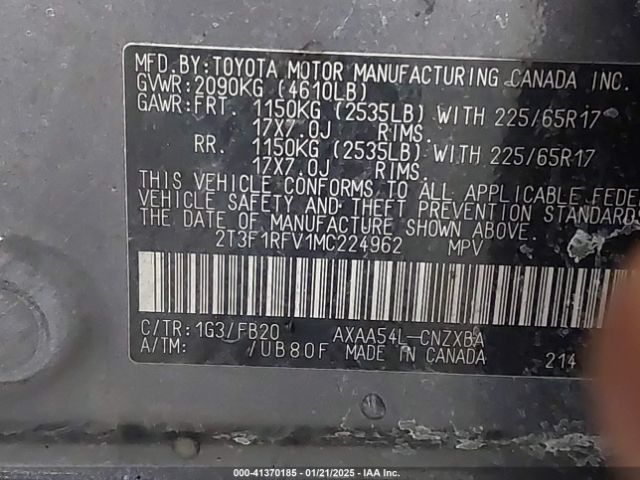 MFD.BY:TOYOTA MOTOR MANUFACTURING CANADA INC.
GVWR:2090KG (4610LB)
GAWR:FRT. 1150KG (2535LB) WITH 225/65R17
17X7.0J RIMS.
RR. 1150KG (2535LB) WITH 225/65R17
17X7.0J RIMS.
THIS VEHICLE CONFORMS TO ALL APPLICABLE FEDE
VEHICLE SAFETY AND THEFT PREVENTION STANDARD
THE DATE OF MANUFACTURE SHOWN ABOVE.
2T3F1RFV1MC224962 MPV
C/TR:1G3/FB20 AXAA54L-CNZXBA
A/TM: /UB80F MADE IN CANADA 214
000-41370185 - 01/21/2025 - IAA Inc.